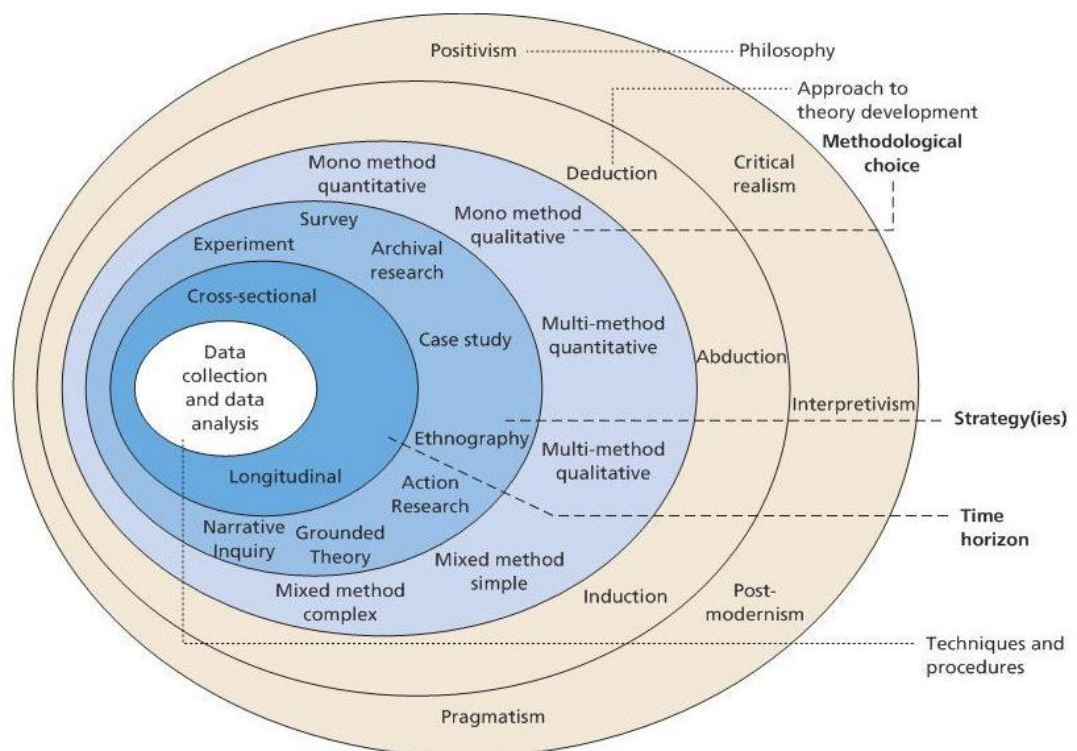 Positivism
Philosophy
Approach to
theory development
Methodological
choice
Deduction
Critical
realism
Mono method
quantitative
Mono method
qualitative
Survey
Experiment
Archival
research
Cross-sectional
Case study
Multi-method
quantitative
Abduction
Data
collection
and data
analysis
Interpretivism
Strategy(ies)
Ethnography
Multi-method
qualitative
Longitudinal
Action
Research
Time
horizon
Narrative
Inquiry
Grounded
Theory
Mixed method
simple
Mixed method
complex
Induction
Post-
modernism
Techniques and
procedures
Pragmatism